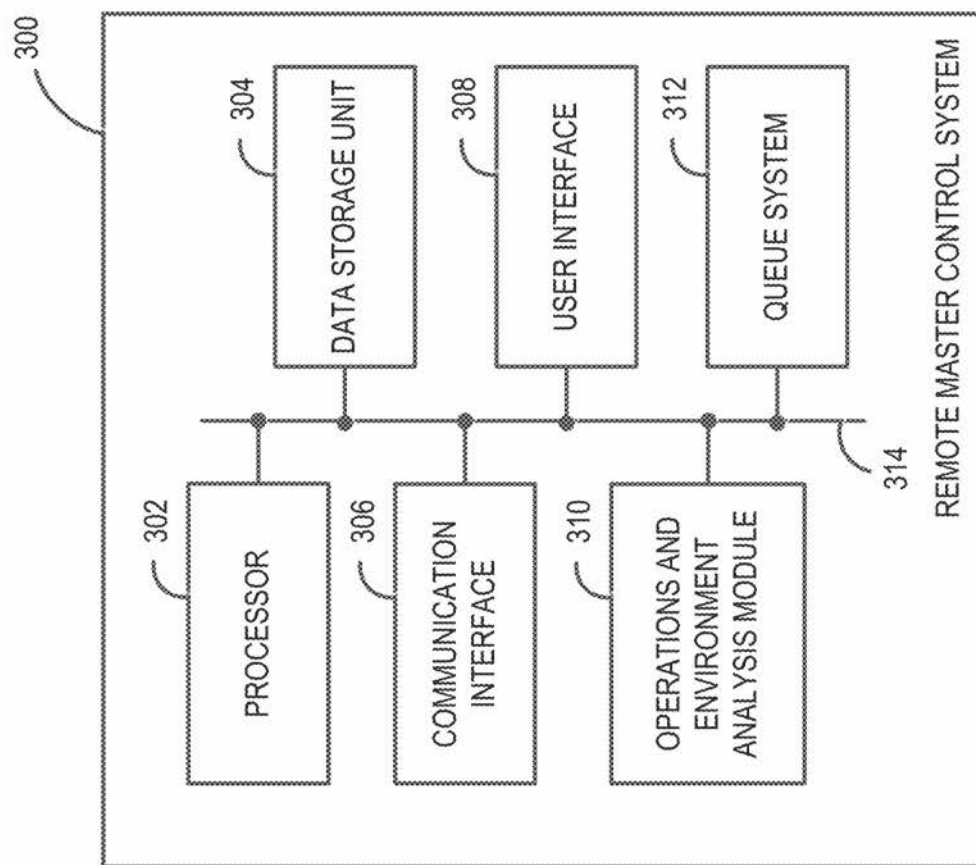 300
302
PROCESSOR
304
DATA STORAGE UNIT
306
COMMUNICATION
INTERFACE
308
USER INTERFACE
310
OPERATIONS AND
ENVIRONMENT
ANALYSIS MODULE
312
QUEUE SYSTEM
314
REMOTE MASTER CONTROL SYSTEM